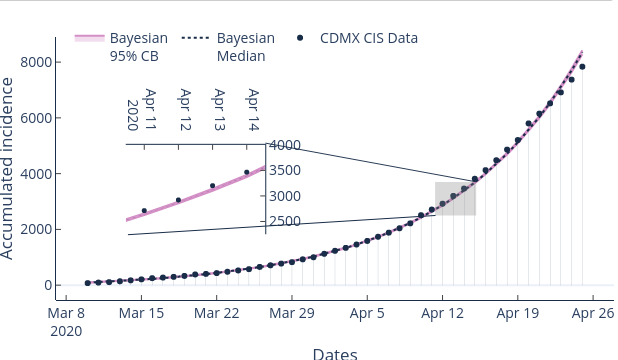 Bayesian
95% CB
Bayesian
Median
CDMX CIS Data
Accumulated incidence
8000
6000
4000
2000
0
Apr 11
2020
Apr 12
Apr 13
Apr 14
4000
3500
3000
2500
Mar 8
2020
Mar 15
Mar 22
Mar 29
Apr 5
Apr 12
Apr 19
Apr 26
Dates